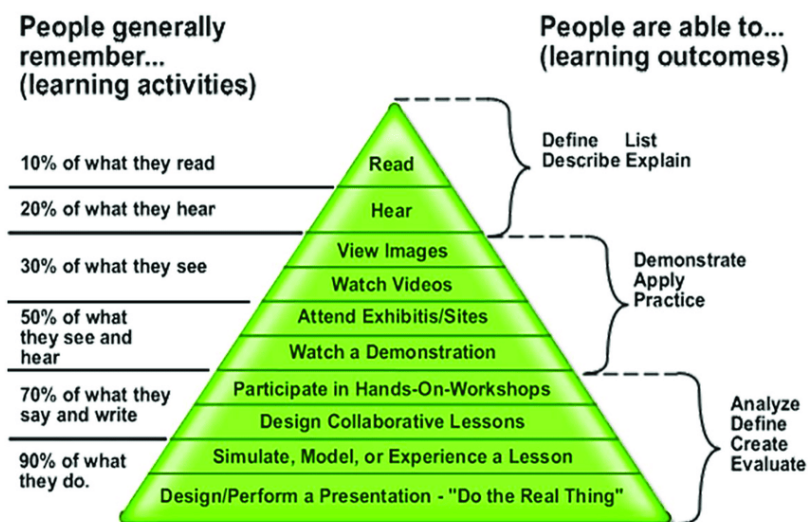 People generally
remember...
(learning activities)
People are able to...
(learning outcomes)
10% of what they read
Read
Define List
Describe Explain
20% of what they hear
Hear
30% of what they see
View Images
Watch Videos
Demonstrate
Apply
Practice
50% of what
they see and
hear
Attend Exhibitis/Sites
Watch a Demonstration
70% of what they
say and write
Participate in Hands-On-Workshops
Design Collaborative Lessons
Analyze
Define
Create
Evaluate
90% of what
they do.
Simulate, Model, or Experience a Lesson
Design/Perform a Presentation - "Do the Real Thing"